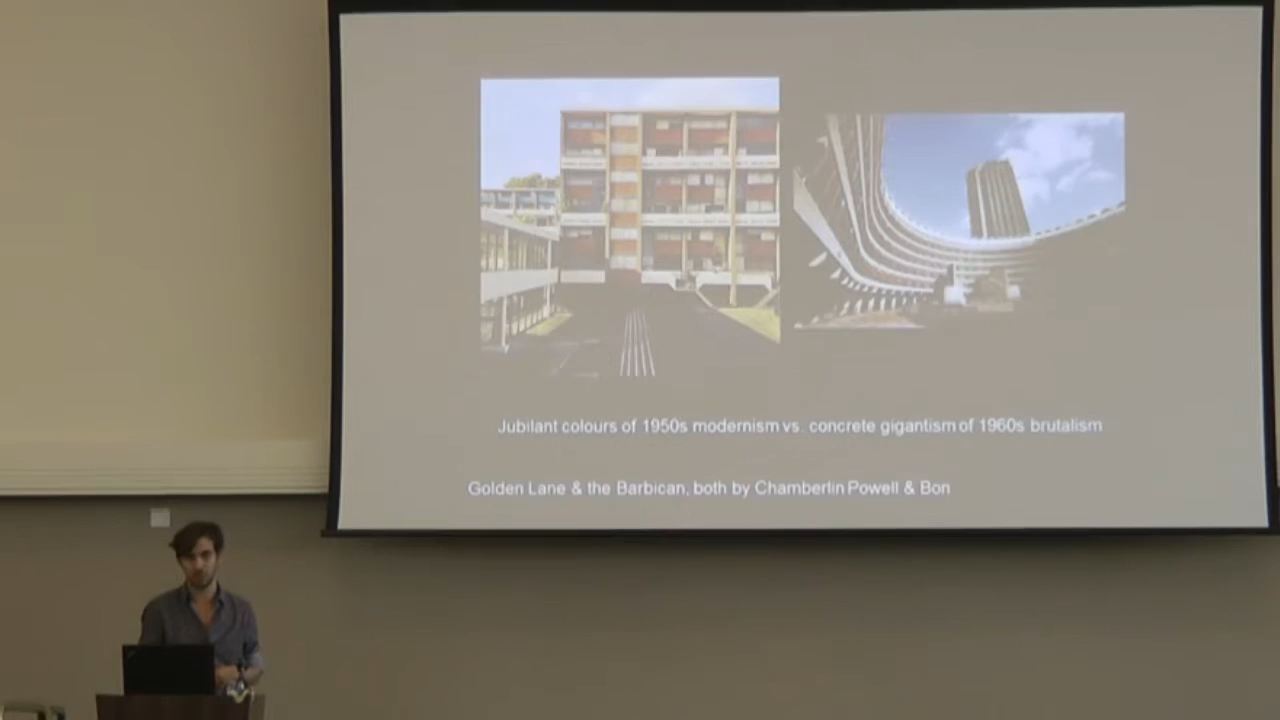 Jubilant colours of 1950s modernism vs. concrete gigantism of 1960s brutalism
Golden Lane & the Barbican, both by Chamberlin Powell & Bon